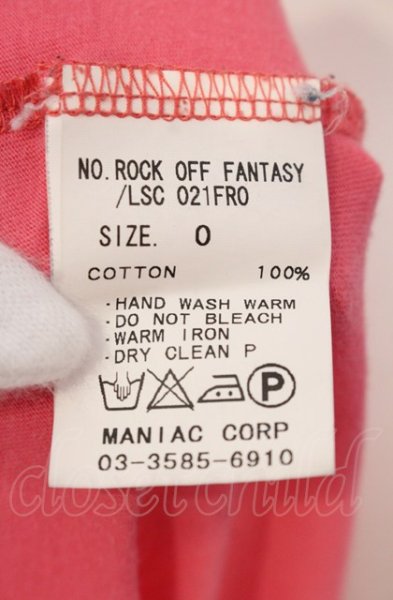 NO. ROCK OFF FANTASY
/LSC 021FRO
SIZE. 0
COTTON 100%
・HAND WASH WARM
・DO NOT BLEACH
・WARM IRON
・DRY CLEAN P
P
MANIAC CORP
03-3585-6910
closet child